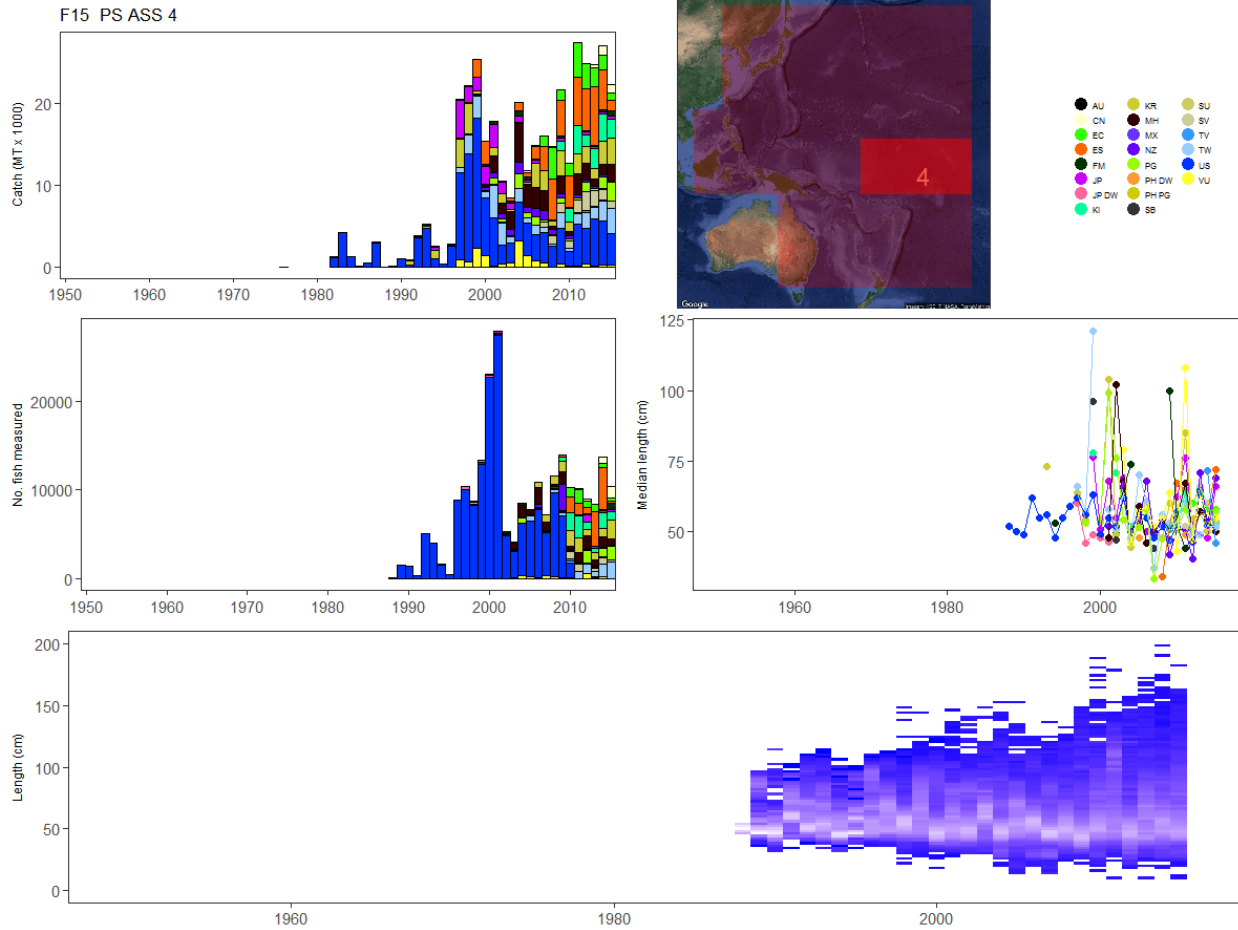 F15 PS ASS 4
Catch (MT x 1000)
20
10
0
1950 1960 1970 1980 1990 2000 2010
4
Google
AU KR SU
CN MH SV
EC MX TV
ES NZ TW
FM PG US
JP PH DW VU
JP DW PH PG
KI SB
No. fish measured
20000
10000
0
1950 1960 1970 1980 1990 2000 2010
Median length (cm)
125
100
75
50
1960 1980 2000
Length (cm)
200
150
100
50
0
1960 1980 2000